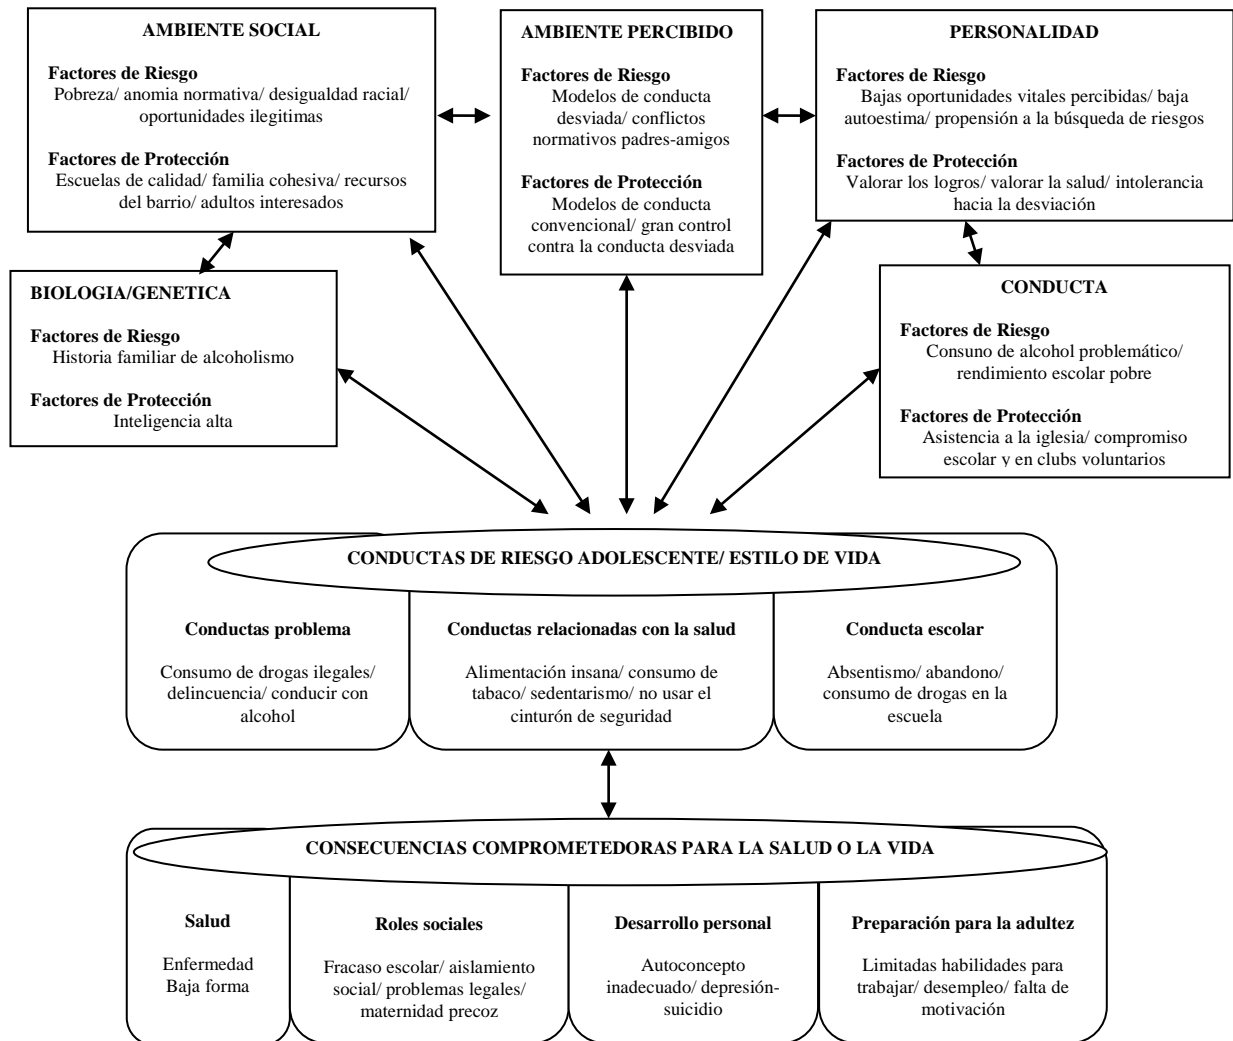 AMBIENTE SOCIAL
Factores de Riesgo
Pobreza/ anomia normativa/ desigualdad racial/
oportunidades ilegitimas
Factores de Protección
Escuelas de calidad/ familia cohesiva/ recursos
del barrio/ adultos interesados
AMBIENTE PERCIBIDO
Factores de Riesgo
Modelos de conducta
desviada/ conflictos
normativos padres-amigos
Factores de Protección
Modelos de conducta
convencional/ gran control
contra la conducta desviada
PERSONALIDAD
Factores de Riesgo
Bajas oportunidades vitales percibidas/ baja
autoestima/ propensión a la búsqueda de riesgos
Factores de Protección
Valorar los logros/ valorar la salud/ intolerancia
hacia la desviación
BIOLOGIA/GENETICA
Factores de Riesgo
Historia familiar de alcoholismo
Factores de Protección
Inteligencia alta
CONDUCTA
Factores de Riesgo
Consuno de alcohol problemático/
rendimiento escolar pobre
Factores de Protección
Asistencia a la iglesia/ compromiso
escolar y en clubs voluntarios
CONDUCTAS DE RIESGO ADOLESCENTE/ ESTILO DE VIDA
Conductas problema
Consumo de drogas ilegales/
delincuencia/ conducir con
alcohol
Conductas relacionadas con la salud
Alimentación insana/ consumo de
tabaco/ sedentarismo/ no usar el
cinturón de seguridad
Conducta escolar
Absentismo/ abandono/
consumo de drogas en la
escuela
CONSECUENCIAS COMPROMETEDORAS PARA LA SALUD O LA VIDA
Salud
Enfermedad
Baja forma
Roles sociales
Fracaso escolar/ aislamiento
social/ problemas legales/
maternidad precoz
Desarrollo personal
Autoconcepto
inadecuado/ depresión-
suicidio
Preparación para la adultez
Limitadas habilidades para
trabajar/ desempleo/ falta de
motivación